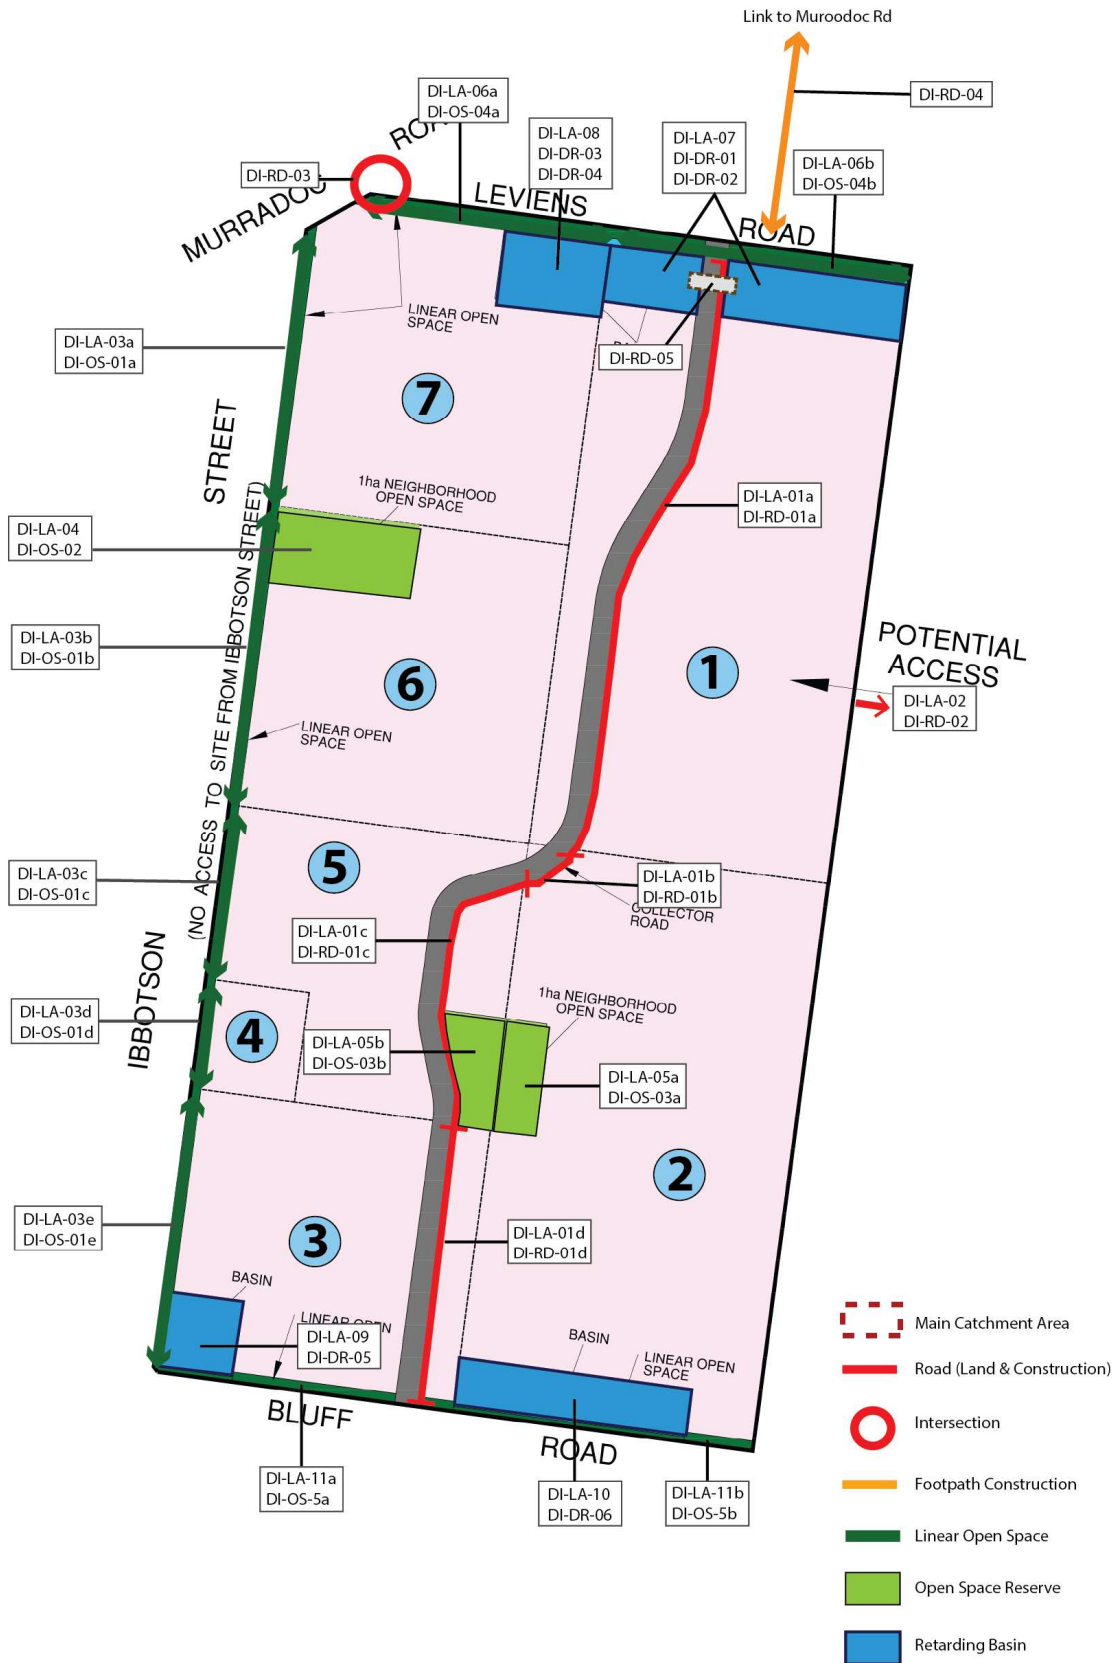 Link to Muroodoc Rd
DI-RD-04
DI-LA-06a
DI-OS-04a
DI-LA-08
DI-DR-03
DI-DR-04
DI-LA-07
DI-DR-01
DI-DR-02
DI-LA-06b
DI-OS-04b
DI-RD-03
MURRADOC
LEVIENS
ROAD
LINEAR OPEN
SPACE
DI-RD-05
DI-LA-03a
DI-OS-01a
7
STREET
1ha NEIGHBORHOOD
OPEN SPACE
DI-LA-01a
DI-RD-01a
DI-LA-04
DI-OS-02
(NO ACCESS TO SITE FROM IBBOTSON STREET)
DI-LA-03b
DI-OS-01b
6
1
POTENTIAL
ACCESS
DI-LA-02
DI-RD-02
LINEAR OPEN
SPACE
5
DI-LA-03c
DI-OS-01c
DI-LA-01b
DI-RD-01b
COLLECTOR
ROAD
DI-LA-01c
DI-RD-01c
IBBOTSON
1ha NEIGHBORHOOD
OPEN SPACE
DI-LA-03d
DI-OS-01d
4
DI-LA-05b
DI-OS-03b
DI-LA-05a
DI-OS-03a
2
DI-LA-03e
DI-OS-01e
3
DI-LA-01d
DI-RD-01d
BASIN
LINEAR OPEN
DI-LA-09
DI-DR-05
BASIN
LINEAR OPEN
SPACE
BLUFF
ROAD
DI-LA-11a
DI-OS-5a
DI-LA-10
DI-DR-06
DI-LA-11b
DI-OS-5b
Main Catchment Area
Road (Land & Construction)
Intersection
Footpath Construction
Linear Open Space
Open Space Reserve
Retarding Basin